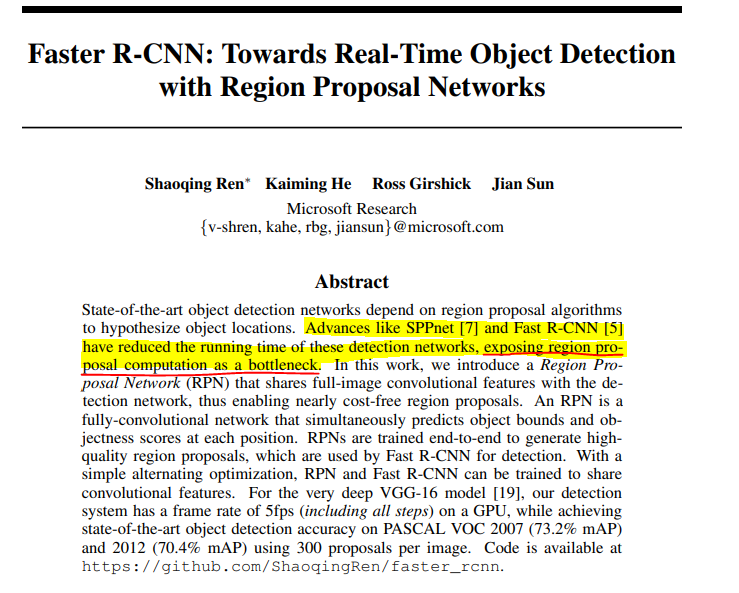 Faster R-CNN: Towards Real-Time Object Detection
with Region Proposal Networks
Shaoqing Ren* Kaiming He Ross Girshick Jian Sun
Microsoft Research
{v-shren, kahe, rbg, jiansun}@microsoft.com
Abstract
State-of-the-art object detection networks depend on region proposal algorithms
to hypothesize object locations. Advances like SPPnet [7] and Fast R-CNN [5]
have reduced the running time of these detection networks, exposing region pro-
posal computation as a bottleneck. In this work, we introduce a Region Pro-
posal Network (RPN) that shares full-image convolutional features with the de-
tection network, thus enabling nearly cost-free region proposals. An RPN is a
fully-convolutional network that simultaneously predicts object bounds and ob-
jectness scores at each position. RPNs are trained end-to-end to generate high-
quality region proposals, which are used by Fast R-CNN for detection. With a
simple alternating optimization, RPN and Fast R-CNN can be trained to share
convolutional features. For the very deep VGG-16 model [19], our detection
system has a frame rate of 5fps (including all steps) on a GPU, while achieving
state-of-the-art object detection accuracy on PASCAL VOC 2007 (73.2% mAP)
and 2012 (70.4% mAP) using 300 proposals per image. Code is available at
https://github.com/ShaoqingRen/faster_rcnn.